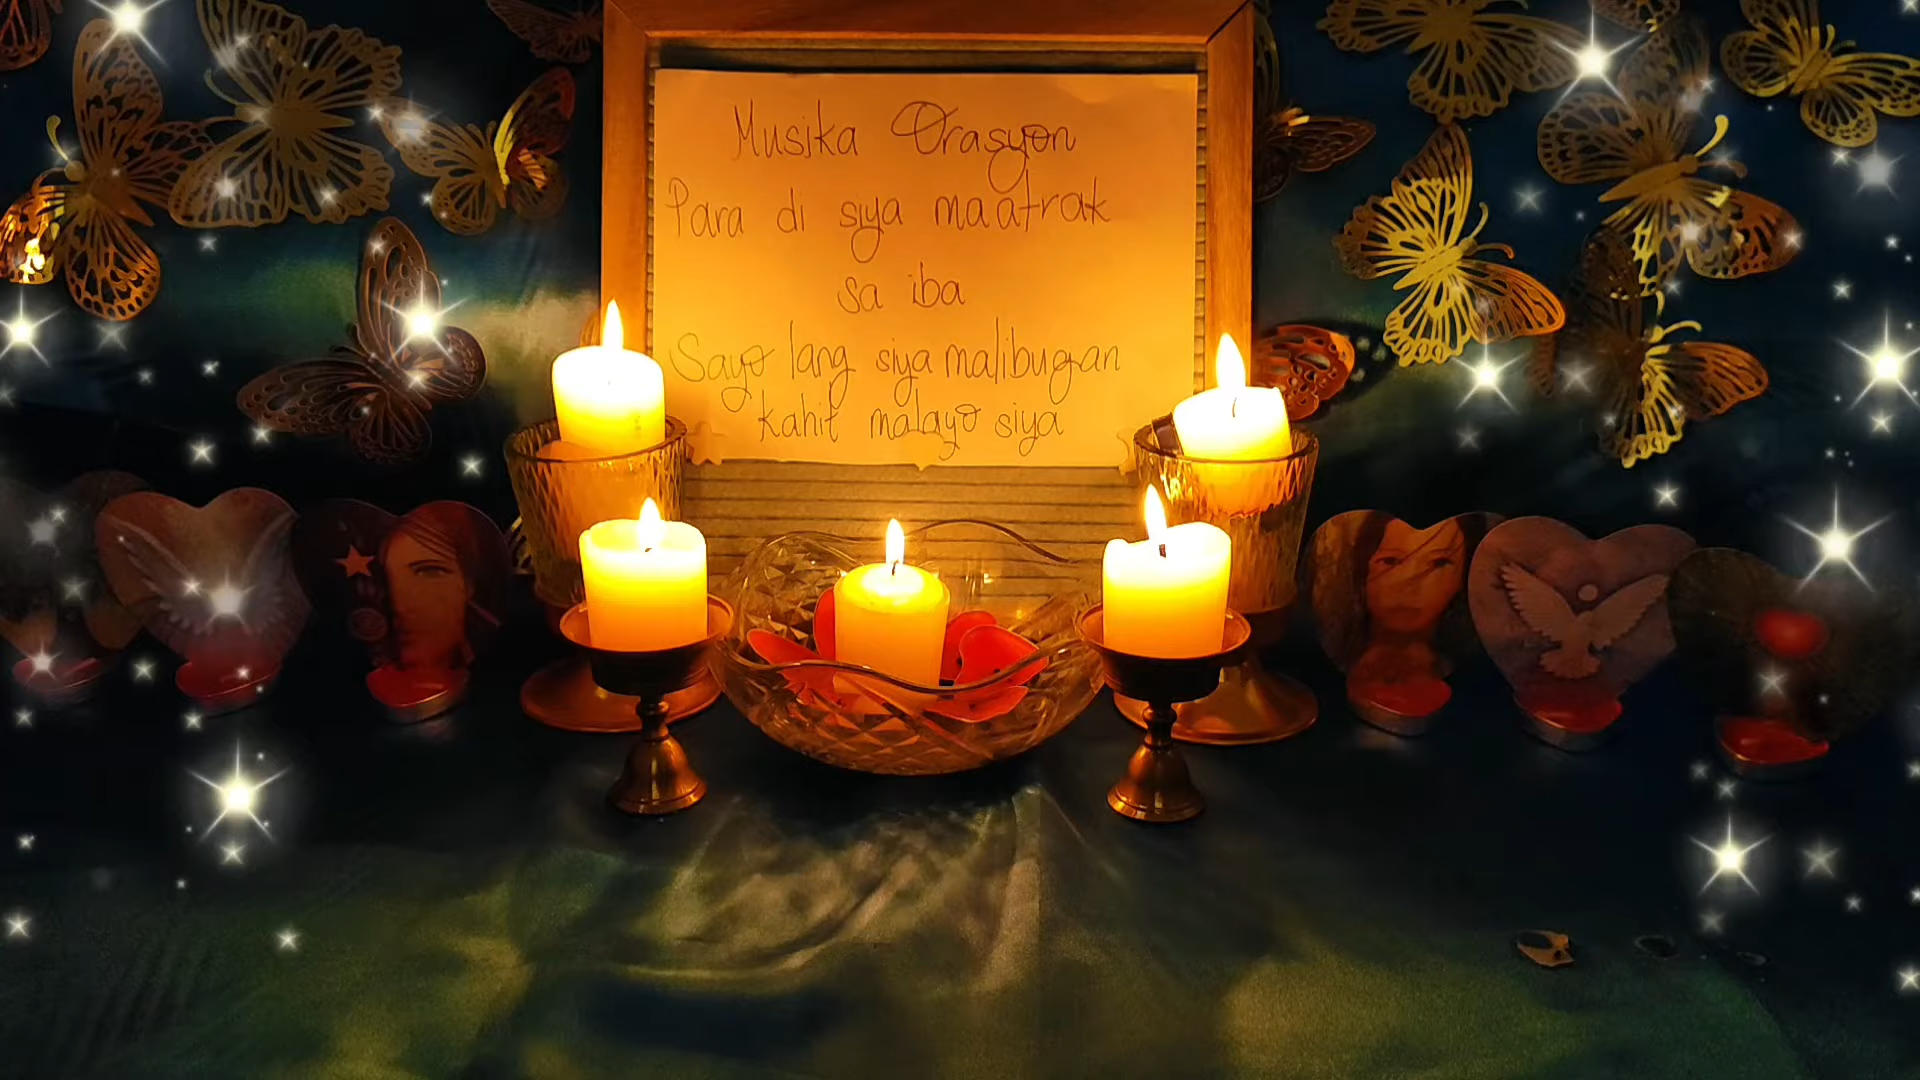 Musika Orasyon
Para di siya maatrak
sa iba
Sayo lang siya malibugan
kahit malayo siya